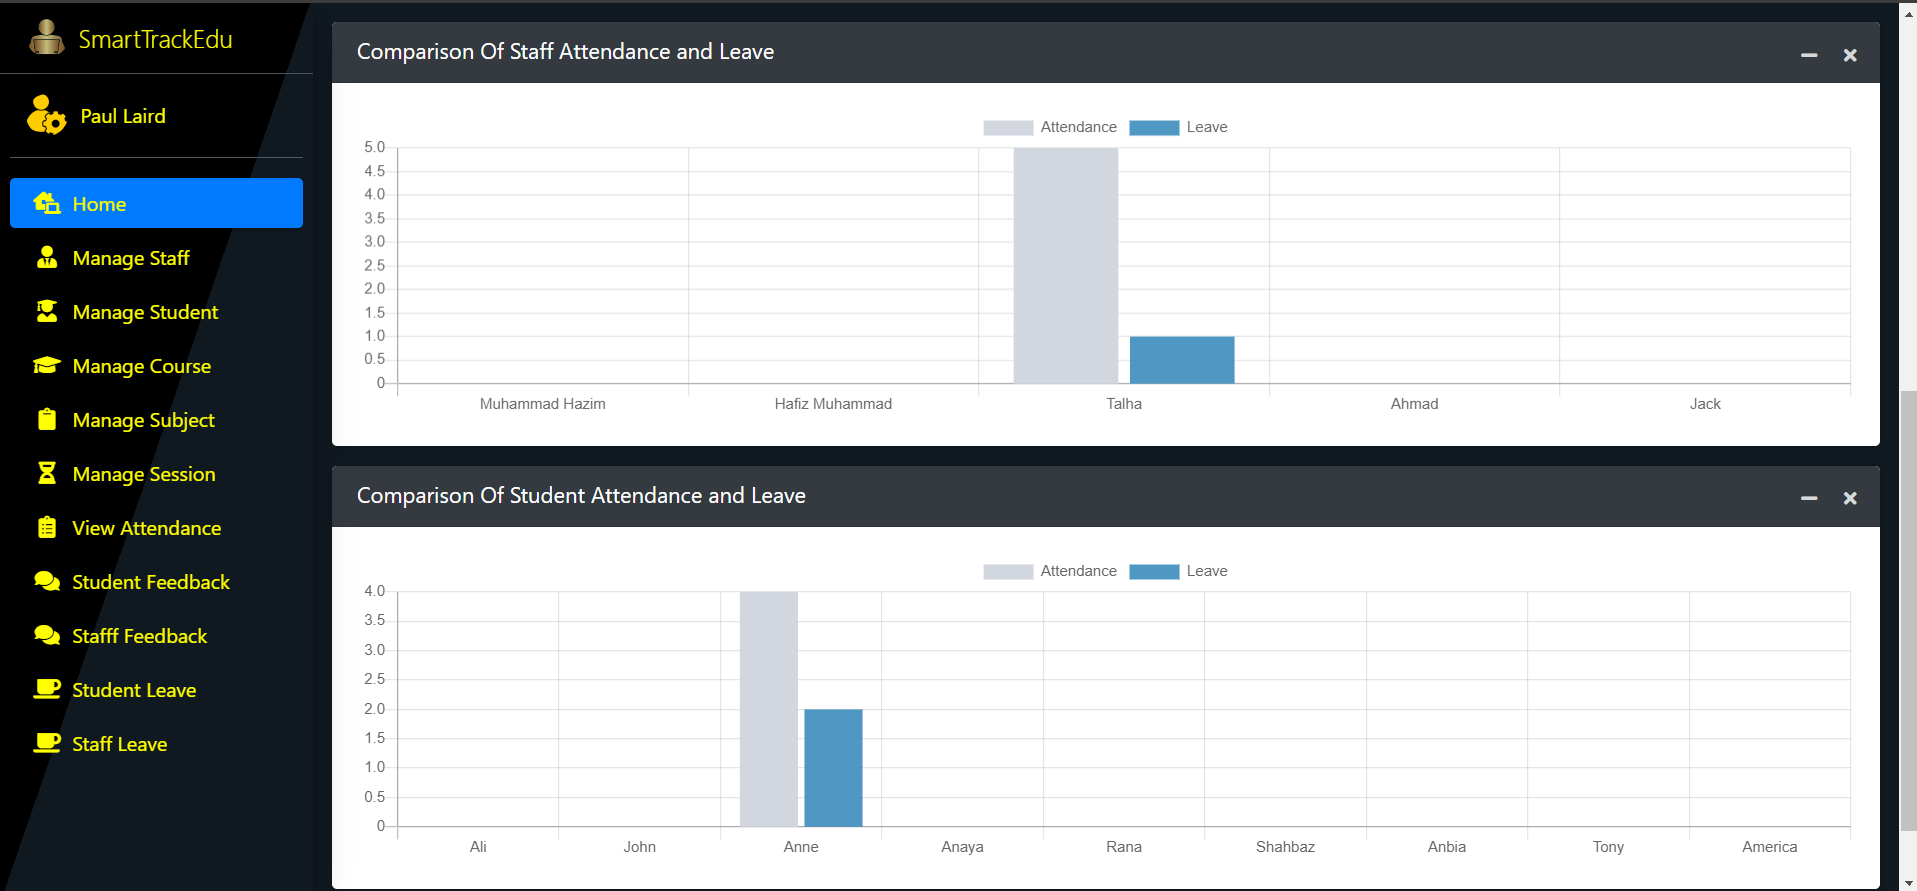 SmartTrackEdu
Paul Laird
Home
Manage Staff
Manage Student
Manage Course
Manage Subject
Manage Session
View Attendance
Student Feedback
Stafff Feedback
Student Leave
Staff Leave
Comparison Of Staff Attendance and Leave
Attendance Leave
5.0
4.5
4.0
3.5
3.0
2.5
2.0
1.5
1.0
0.5
0
Muhammad Hazim Hafiz Muhammad Talha Ahmad Jack
Comparison Of Student Attendance and Leave
Attendance Leave
4.0
3.5
3.0
2.5
2.0
1.5
1.0
0.5
0
Ali John Anne Anaya Rana Shahbaz Anbia Tony America